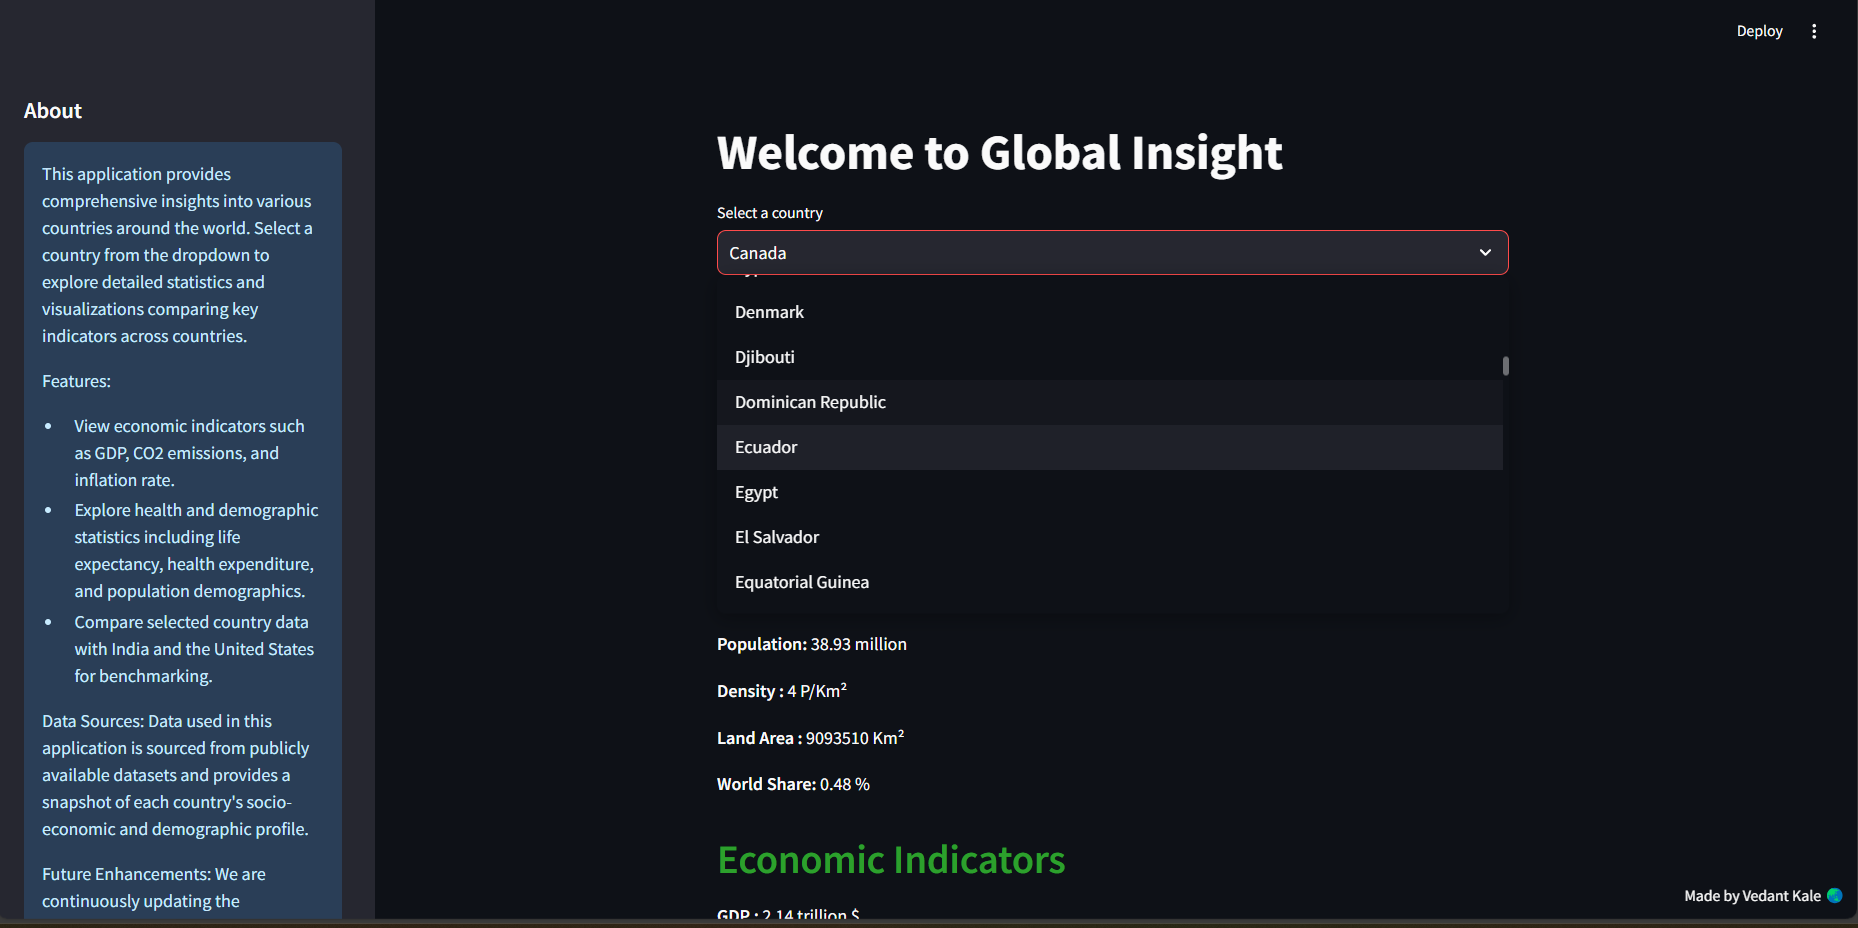 Deploy
About
This application provides
comprehensive insights into various
countries around the world. Select a
country from the dropdown to
explore detailed statistics and
visualizations comparing key
indicators across countries.
Features:
• View economic indicators such
as GDP, CO2 emissions, and
inflation rate.
• Explore health and demographic
statistics including life
expectancy, health expenditure,
and population demographics.
• Compare selected country data
with India and the United States
for benchmarking.
Data Sources: Data used in this
application is sourced from publicly
available datasets and provides a
snapshot of each country's socio-
economic and demographic profile.
Future Enhancements: We are
continuously updating the
Welcome to Global Insight
Select a country
Canada
Denmark
Djibouti
Dominican Republic
Ecuador
Egypt
El Salvador
Equatorial Guinea
Population: 38.93 million
Density : 4 P/Km²
Land Area : 9093510 Km²
World Share: 0.48 %
Economic Indicators
GDP : 2.14 trillion $
Made by Vedant Kale